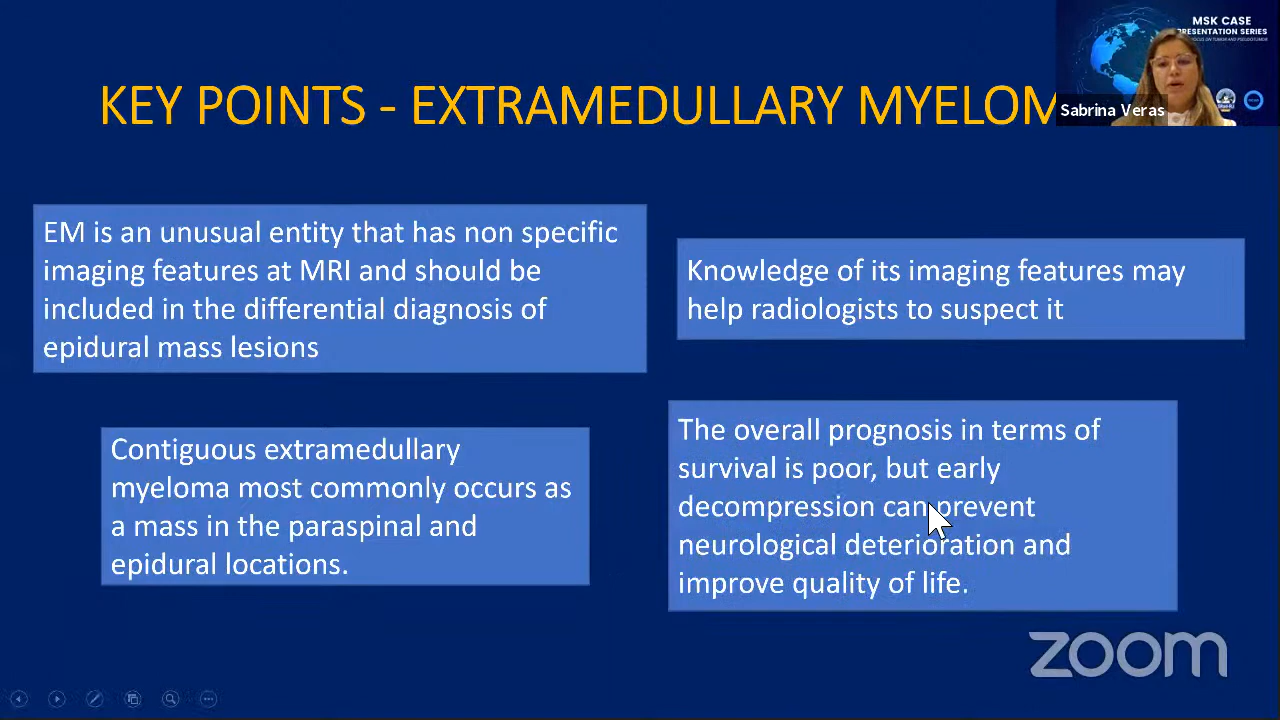 KEY POINTS - EXTRAMEDULLARY MYELOM
MSK CASE
PRESENTATION SERIES
Sabrina Veras
EM is an unusual entity that has non specific
imaging features at MRI and should be
included in the differential diagnosis of
epidural mass lesions
Knowledge of its imaging features may
help radiologists to suspect it
Contiguous extramedullary
myeloma most commonly occurs as
a mass in the paraspinal and
epidural locations.
The overall prognosis in terms of
survival is poor, but early
decompression can prevent
neurological deterioration and
improve quality of life.
zoom